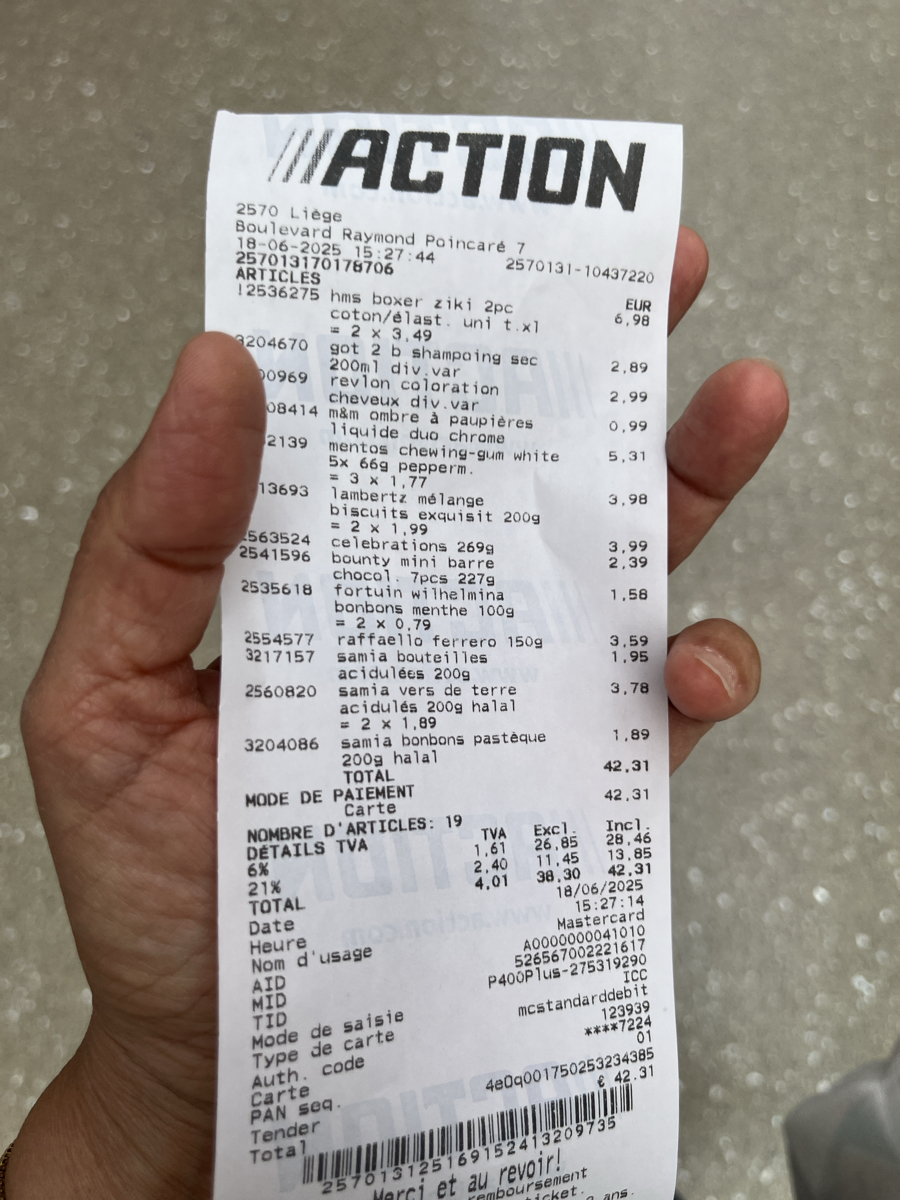 ///ACTION
2570 Liège
Boulevard Raymond Poincaré 7
18-06-2025 15:27:44 2570131-10437220
257013170178706
ARTICLES EUR
!2536275 hms boxer ziki 2pc 6,98
coton/élast. uni t.xl
= 2 x 3,49
3204670 got 2 b shampoing sec 2,89
200ml div.var
00969 revlon coloration 2,99
cheveux div.var
08414 m&m ombre à paupières 0,99
liquide duo chrome
2139 mentos chewing-gum white 5,31
5x 66g pepperm.
= 3 x 1,77
13693 lambertz mélange 3,98
biscuits exquisit 200g
= 2 x 1,99
2563524 celebrations 269g 3,99
2541596 bounty mini barre 2,39
chocol. 7pcs 227g
2535618 fortuin wilhelmina 1,58
bonbons menthe 100g
= 2 x 0,79
2554577 raffaello ferrero 150g 3,59
3217157 samia bouteilles 1,95
acidulées 200g
2560820 samia vers de terre 3,78
acidulés 200g halal
= 2 x 1,89
3204086 samia bonbons pastèque 1,89
200g halal
TOTAL 42,31
MODE DE PAIEMENT
Carte 42,31
NOMBRE D'ARTICLES: 19
DÉTAILS TVA TVA Excl. Incl.
6% 1,61 26,85 28,46
21% 2,40 11,45 13,85
TOTAL 4,01 38,30 42,31
Date 18/06/2025
Heure 15:27:14
Nom d'usage Mastercard
AID A0000000041010
MID 526567002221617
TID P400Plus-275319290
Mode de saisie ICC
Type de carte mcstandarddebit
Auth. code 123939
Carte ****7224
PAN seq. 01
Tender 4e0q001750253234385
Total € 42.31
257013125169152413209735
Merci et au revoir!
remboursement
ticket.
ans.